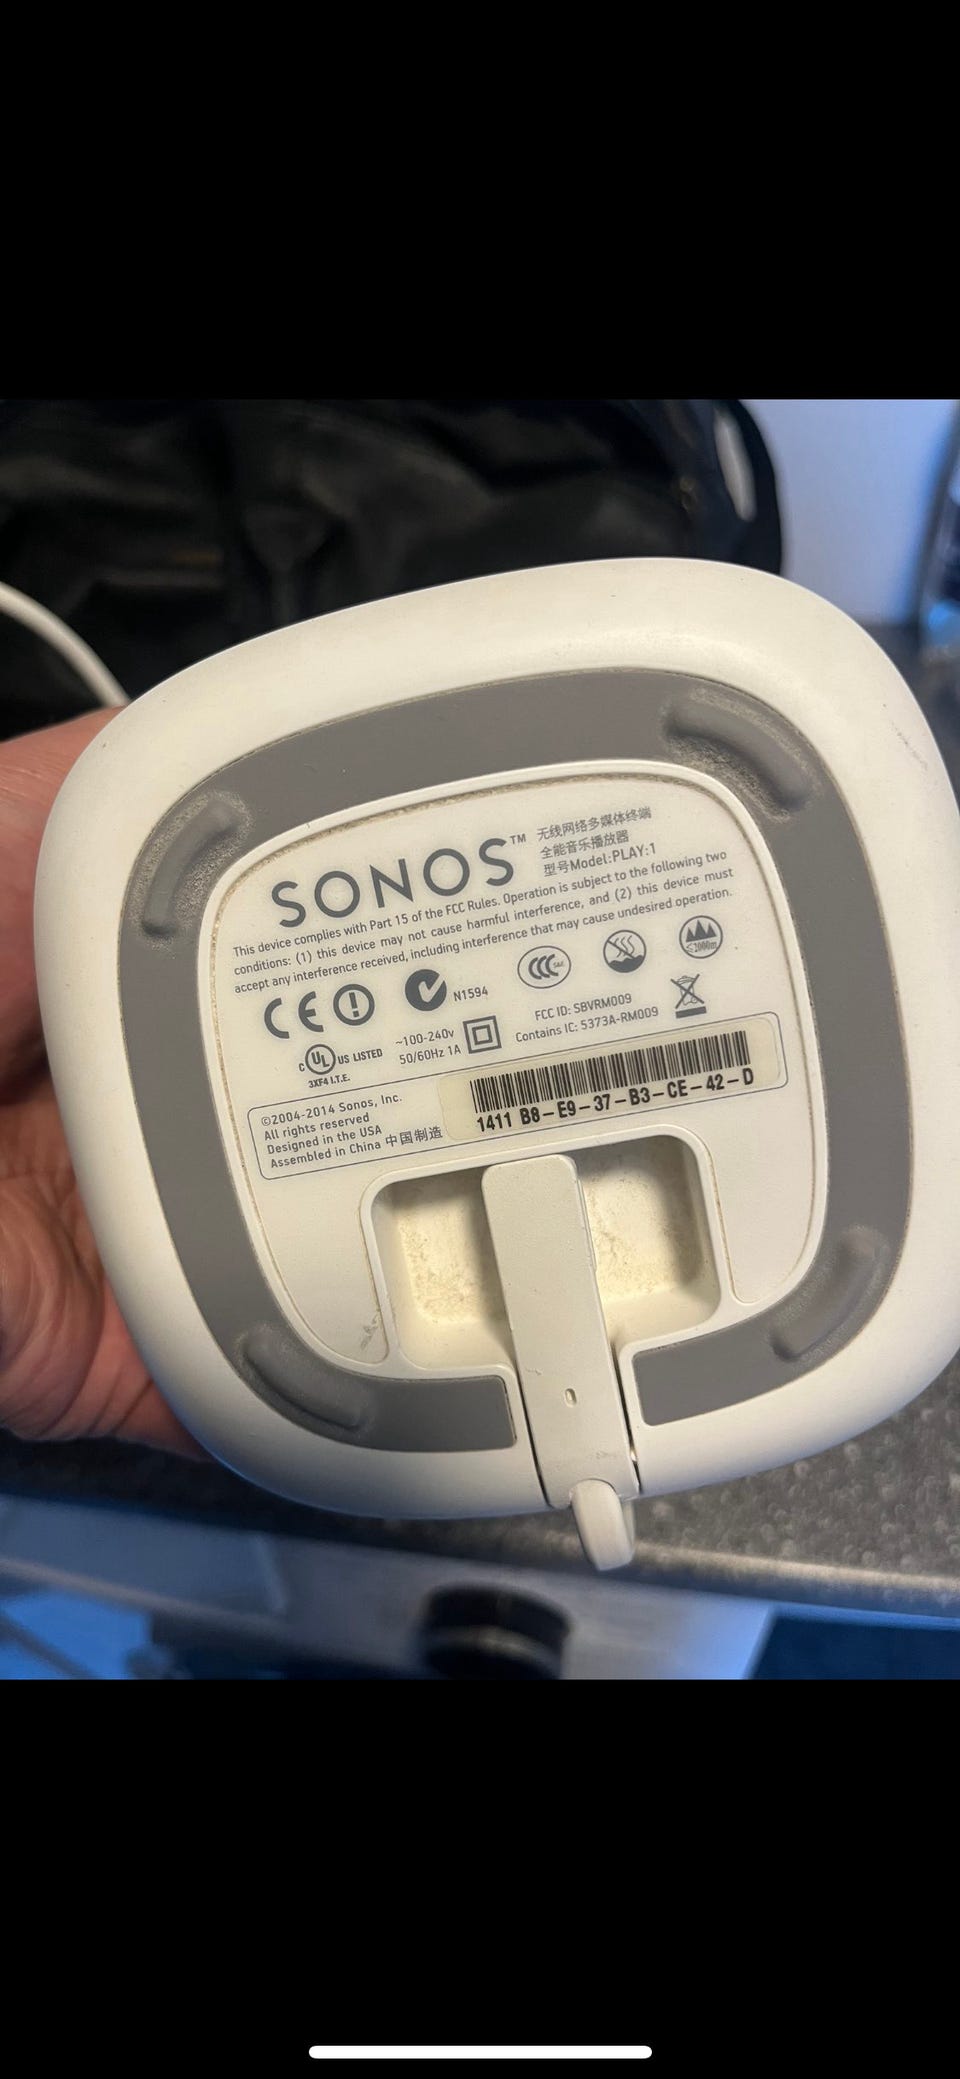 SONOS™
无线网络多媒体终端
全能音乐播放器
型号Model:PLAY:1
This device complies with Part 15 of the FCC Rules. Operation is subject to the following two
conditions: (1) this device may not cause harmful interference, and (2) this device must
accept any interference received, including interference that may cause undesired operation.
CE
N1594
CCC S&E
≤2000m
c UL US LISTED
3XF4 I.T.E.
~100-240v
50/60Hz 1A
FCC ID: SBVRM009
Contains IC: 5373A-RM009
©2004-2014 Sonos, Inc.
All rights reserved
Designed in the USA
Assembled in China 中国制造
1411 B8-E9-37-B3-CE-42-D